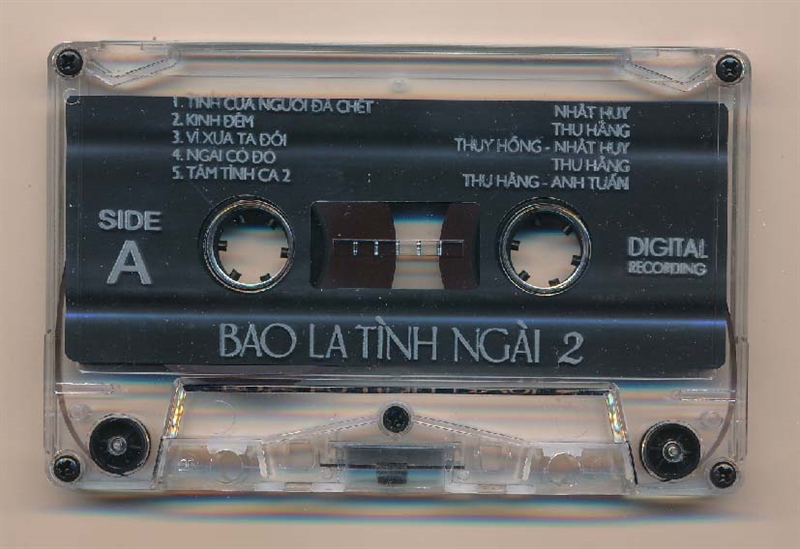 1. TÌNH CỦA NGƯỜI ĐÃ CHẾT
2. KINH ĐÊM
3. VÌ XƯA TA ĐÓI
4. NGÀI CÓ ĐÓ
5. TÂM TÌNH CA 2
NHẬT HUY
THU HẰNG
THUY HỒNG - NHẬT HUY
THU HẰNG
THU HẰNG - ANH TUẤN
SIDE
A
DIGITAL
RECORDING
BAO LA TÌNH NGÀI 2